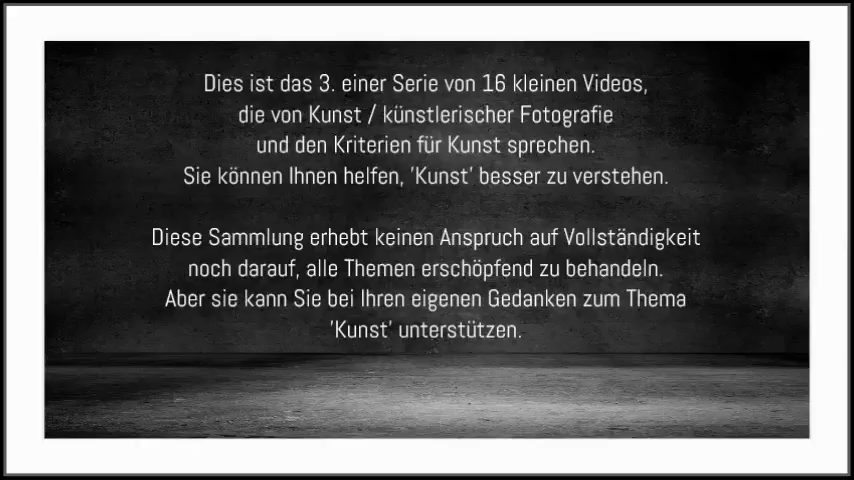 Dies ist das 3. einer Serie von 16 kleinen Videos,
die von Kunst / künstlerischer Fotografie
und den Kriterien für Kunst sprechen.
Sie können Ihnen helfen, 'Kunst' besser zu verstehen.
Diese Sammlung erhebt keinen Anspruch auf Vollständigkeit
noch darauf, alle Themen erschöpfend zu behandeln.
Aber sie kann Sie bei Ihren eigenen Gedanken zum Thema
'Kunst' unterstützen.